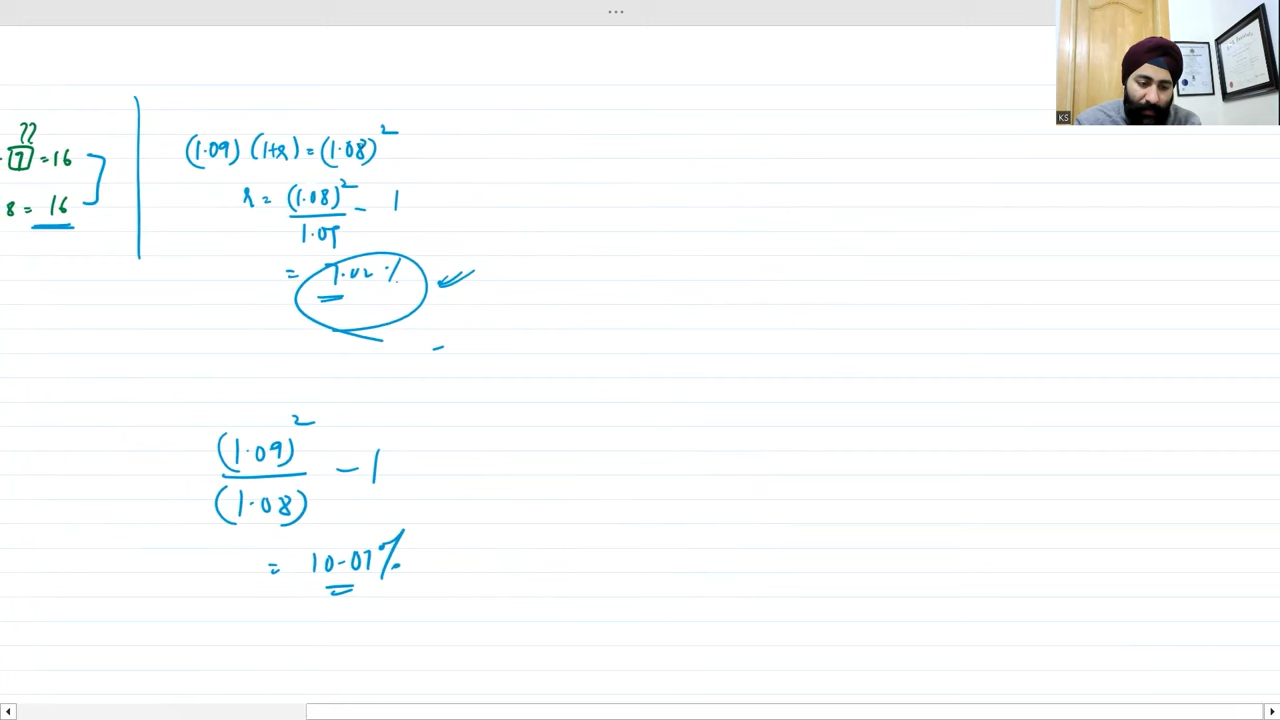 ??
7 = 16
8 = 16
(1.09) (1+r) = (1.08)²
r = (1.08)² / 1.09 - 1
= 7.02 %
(1.09)² / (1.08) - 1
= 10.07%
KS